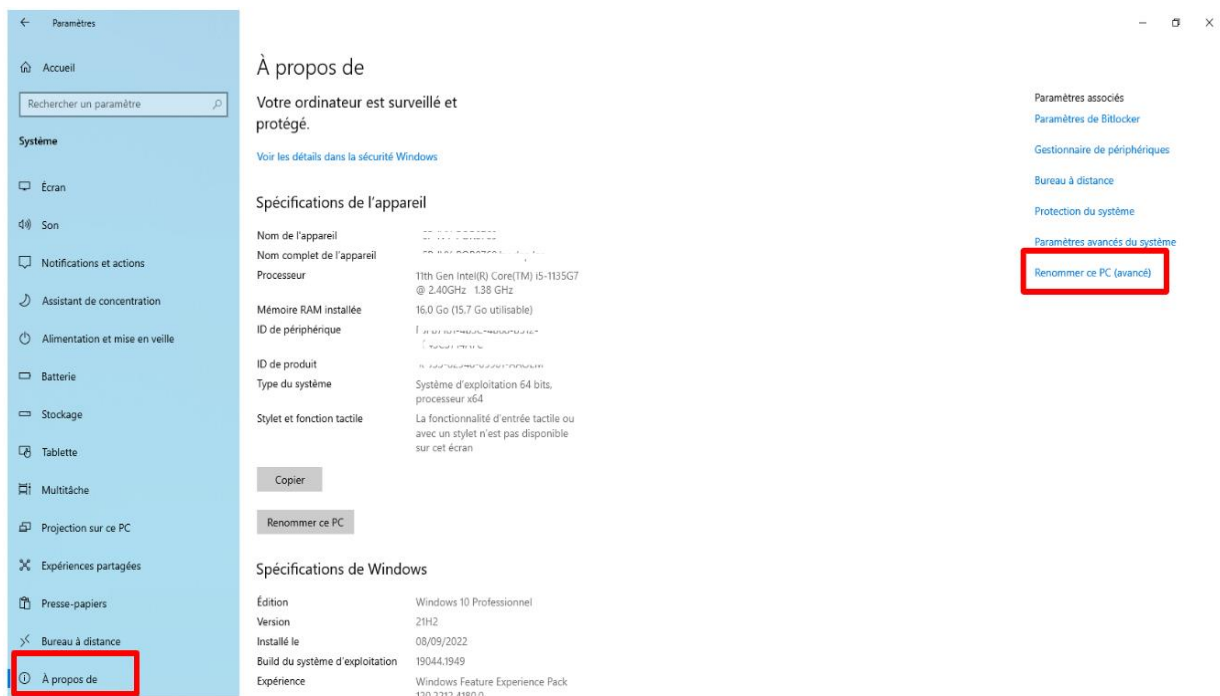 Paramètres
Accueil
Rechercher un paramètre
Système
Écran
Son
Notifications et actions
Assistant de concentration
Alimentation et mise en veille
Batterie
Stockage
Tablette
Multitâche
Projection sur ce PC
Expériences partagées
Presse-papiers
Bureau à distance
À propos de
À propos de
Votre ordinateur est surveillé et
protégé.
Voir les détails dans la sécurité Windows
Spécifications de l'appareil
Nom de l'appareil
Nom complet de l'appareil
Processeur 11th Gen Intel(R) Core(TM) i5-1135G7
@ 2.40GHz 1.38 GHz
Mémoire RAM installée 16.0 Go (15,7 Go utilisable)
ID de périphérique
ID de produit
Type du système Système d'exploitation 64 bits,
processeur x64
Stylet et fonction tactile La fonctionnalité d'entrée tactile ou
avec un stylet n'est pas disponible
sur cet écran
Copier
Renommer ce PC
Spécifications de Windows
Édition Windows 10 Professionnel
Version 21H2
Installé le 08/09/2022
Build du système d'exploitation 19044.1949
Expérience Windows Feature Experience Pack
120.2212.4180.0
Paramètres associés
Paramètres de Bitlocker
Gestionnaire de périphériques
Bureau à distance
Protection du système
Paramètres avancés du système
Renommer ce PC (avancé)